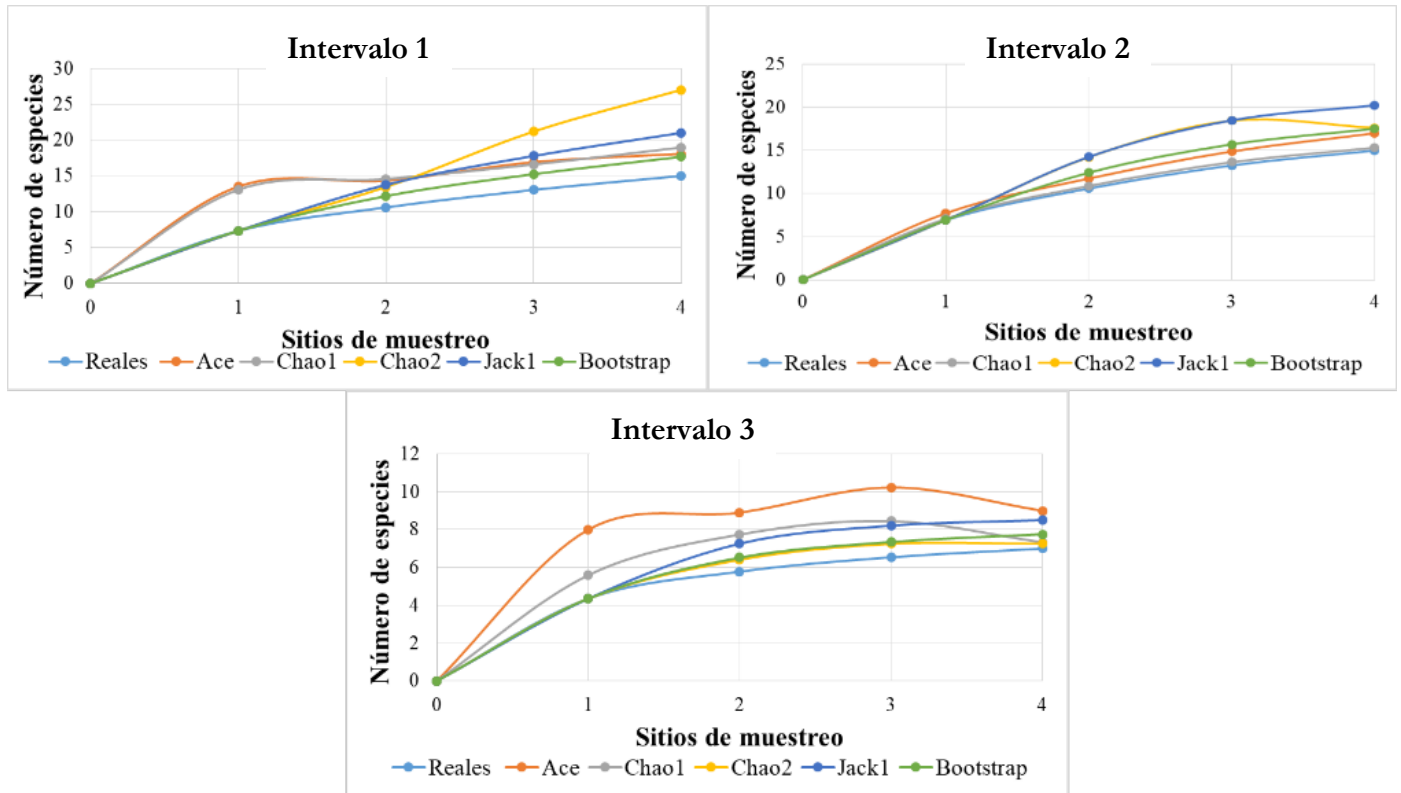 Intervalo 1
Número de especies
30
25
20
15
10
5
0
0 1 2 3 4
Sitios de muestreo
Reales Ace Chao1 Chao2 Jack1 Bootstrap
Intervalo 2
Número de especies
25
20
15
10
5
0
0 1 2 3 4
Sitios de muestreo
Reales Ace Chao1 Chao2 Jack1 Bootstrap
Intervalo 3
Número de especies
12
10
8
6
4
2
0
0 1 2 3 4
Sitios de muestreo
Reales Ace Chao1 Chao2 Jack1 Bootstrap